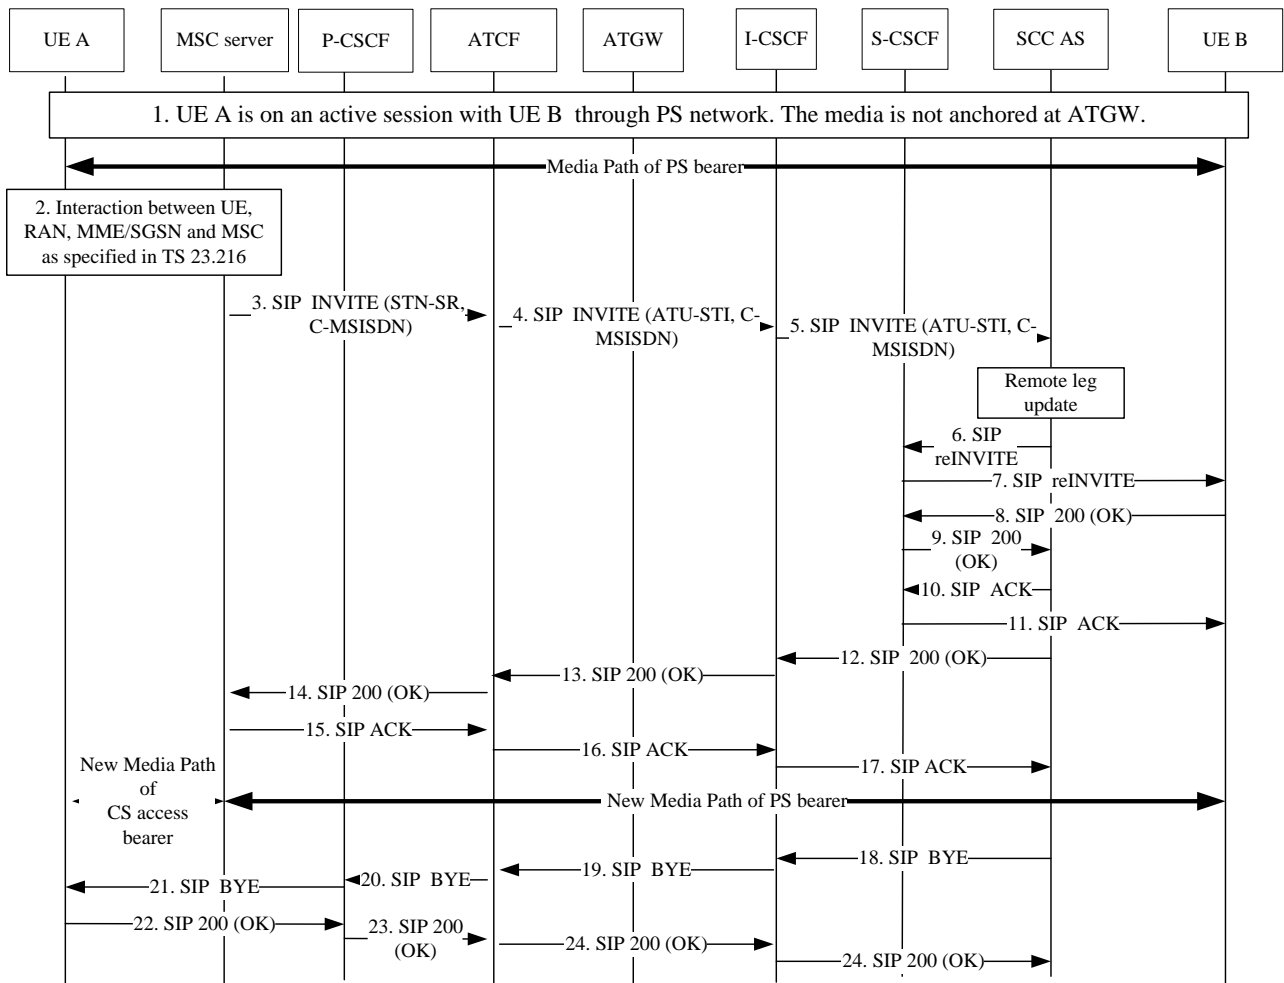 UE A
MSC server
P-CSCF
ATCF
ATGW
I-CSCF
S-CSCF
SCC AS
UE B
1. UE A is on an active session with UE B through PS network. The media is not anchored at ATGW.
Media Path of PS bearer
2. Interaction between UE,
RAN, MME/SGSN and MSC
as specified in TS 23.216
3. SIP INVITE (STN-SR,
C-MSISDN)
4. SIP INVITE (ATU-STI, C-
MSISDN)
5. SIP INVITE (ATU-STI, C-
MSISDN)
Remote leg
update
6. SIP
reINVITE
7. SIP reINVITE
8. SIP 200 (OK)
9. SIP 200
(OK)
10. SIP ACK
11. SIP ACK
12. SIP 200 (OK)
13. SIP 200 (OK)
14. SIP 200 (OK)
15. SIP ACK
16. SIP ACK
17. SIP ACK
New Media Path
of
CS access
bearer
New Media Path of PS bearer
18. SIP BYE
19. SIP BYE
20. SIP BYE
21. SIP BYE
22. SIP 200 (OK)
23. SIP 200
(OK)
24. SIP 200 (OK)
24. SIP 200 (OK)